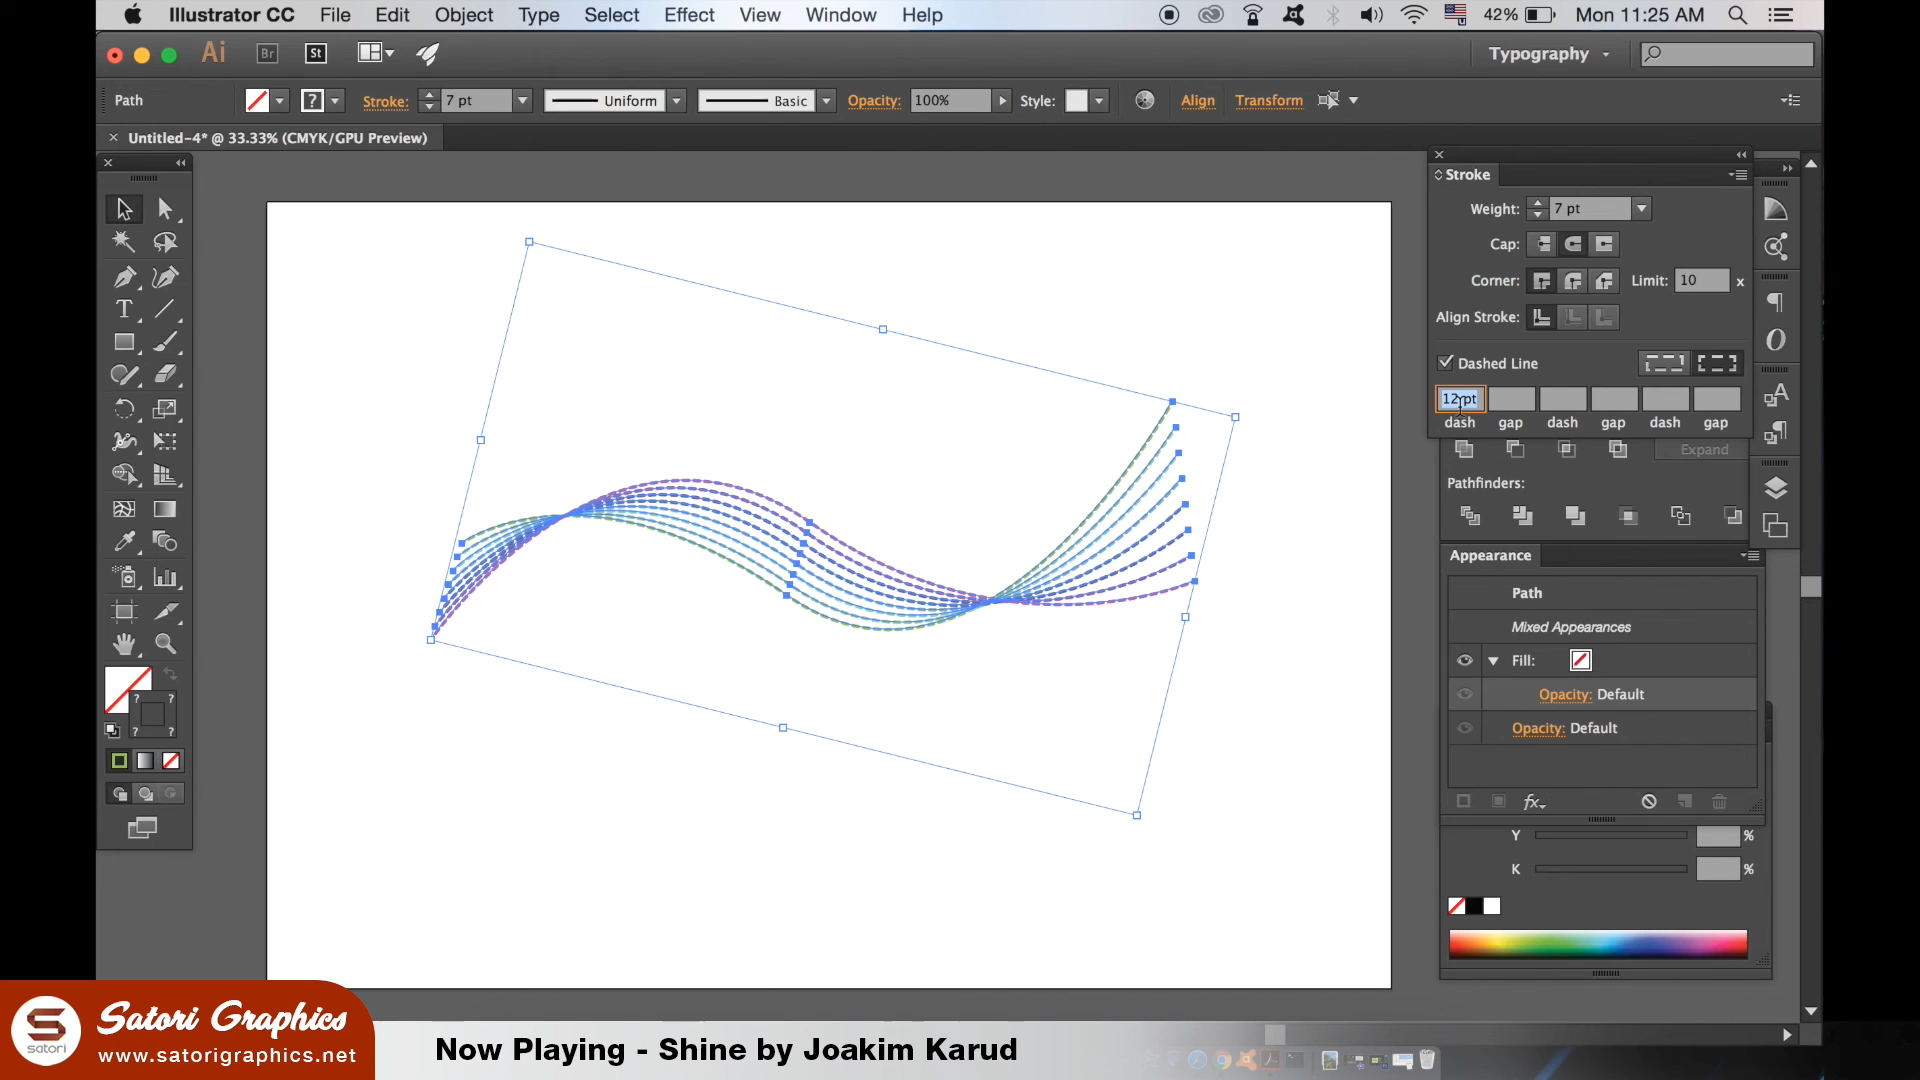 Illustrator CC File Edit Object Type Select Effect View Window Help 42% Mon 11:25 AM
Ai Br St Typography
Path Stroke: 7 pt Uniform Basic Opacity: 100% Style: Align Transform
Untitled-4* @ 33.33% (CMYK/GPU Preview)
Stroke
Weight: 7 pt
Cap:
Corner: Limit: 10 x
Align Stroke:
Dashed Line
12 pt
dash gap dash gap dash gap
Expand
Pathfinders:
Appearance
Path
Mixed Appearances
Fill:
Opacity: Default
Opacity: Default
fx
Y %
K %
Satori Graphics
satori
www.satorigraphics.net
Now Playing - Shine by Joakim Karud